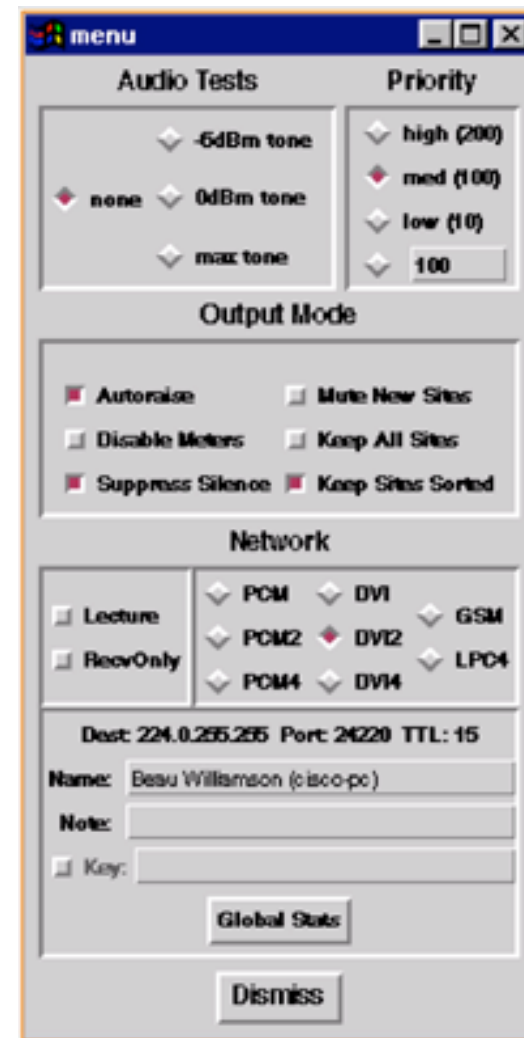 menu
Audio Tests
none
-6dBm tone
0dBm tone
max tone
Priority
high (200)
med (100)
low (10)
100
Output Mode
Autoraise
Mute New Sites
Disable Meters
Keep All Sites
Suppress Silence
Keep Sites Sorted
Network
Lecture
RecvOnly
PCM
DVI
GSM
PCM2
DVI2
LPC4
PCM4
DVI4
Dest: 224.0.255.255 Port: 24220 TTL: 15
Name: Beau Williamson (cisco-pc)
Note:
Key:
Global Stats
Dismiss